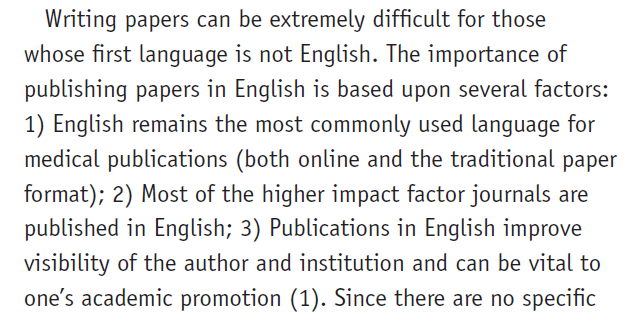 Writing papers can be extremely difficult for those
whose first language is not English. The importance of
publishing papers in English is based upon several factors:
1) English remains the most commonly used language for
medical publications (both online and the traditional paper
format); 2) Most of the higher impact factor journals are
published in English; 3) Publications in English improve
visibility of the author and institution and can be vital to
one’s academic promotion (1). Since there are no specific